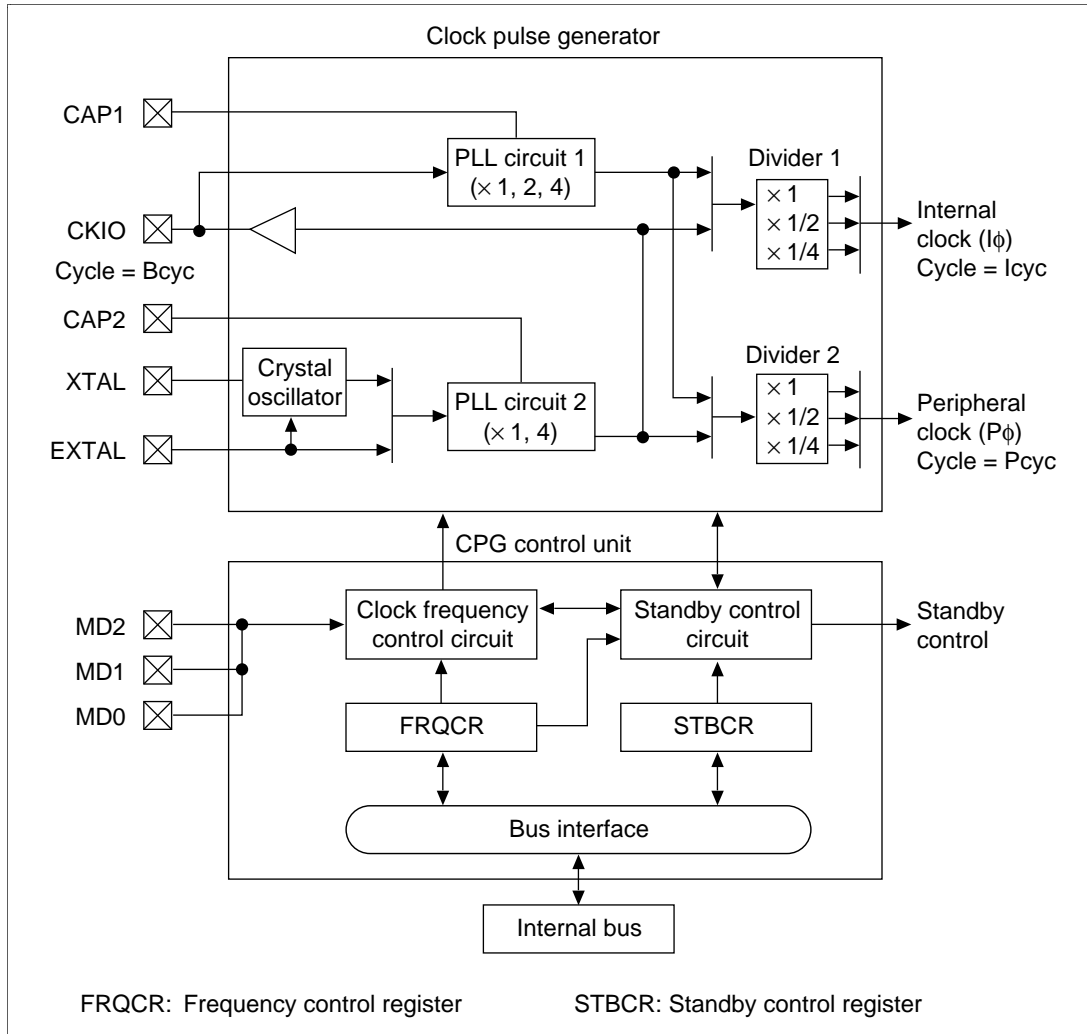 Clock pulse generator
CAP1
PLL circuit 1
(× 1, 2, 4)
Divider 1
× 1
× 1/2
× 1/4
CKIO
Cycle = Bcyc
Internal
clock (Iϕ)
Cycle = Icyc
CAP2
XTAL
Crystal
oscillator
EXTAL
PLL circuit 2
(× 1, 4)
Divider 2
× 1
× 1/2
× 1/4
Peripheral
clock (Pϕ)
Cycle = Pcyc
CPG control unit
MD2
MD1
MD0
Clock frequency
control circuit
Standby control
circuit
Standby
control
FRQCR
STBCR
Bus interface
Internal bus
FRQCR: Frequency control register
STBCR: Standby control register